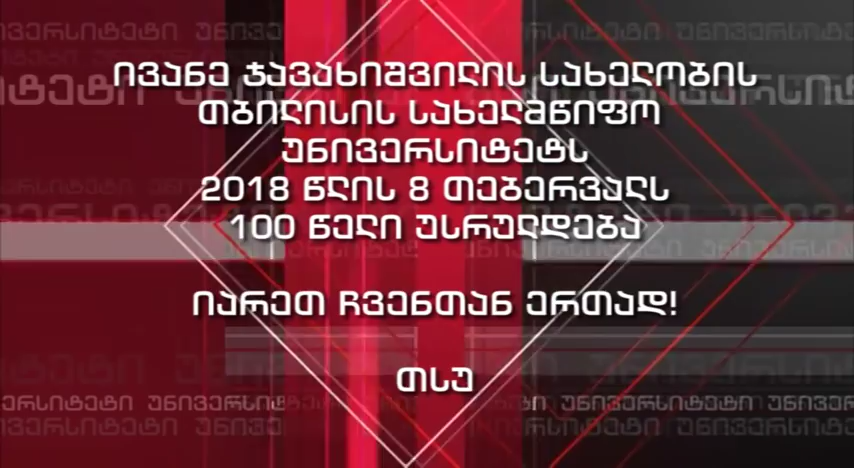 ივანე ჯავახიშვილის სახელობის
თბილისის სახელმწიფო
უნივერსიტეტს
2018 წლის 8 თებერვალს
100 წელი უსრულდება
იარეთ ჩვენთან ერთად!
თსუ